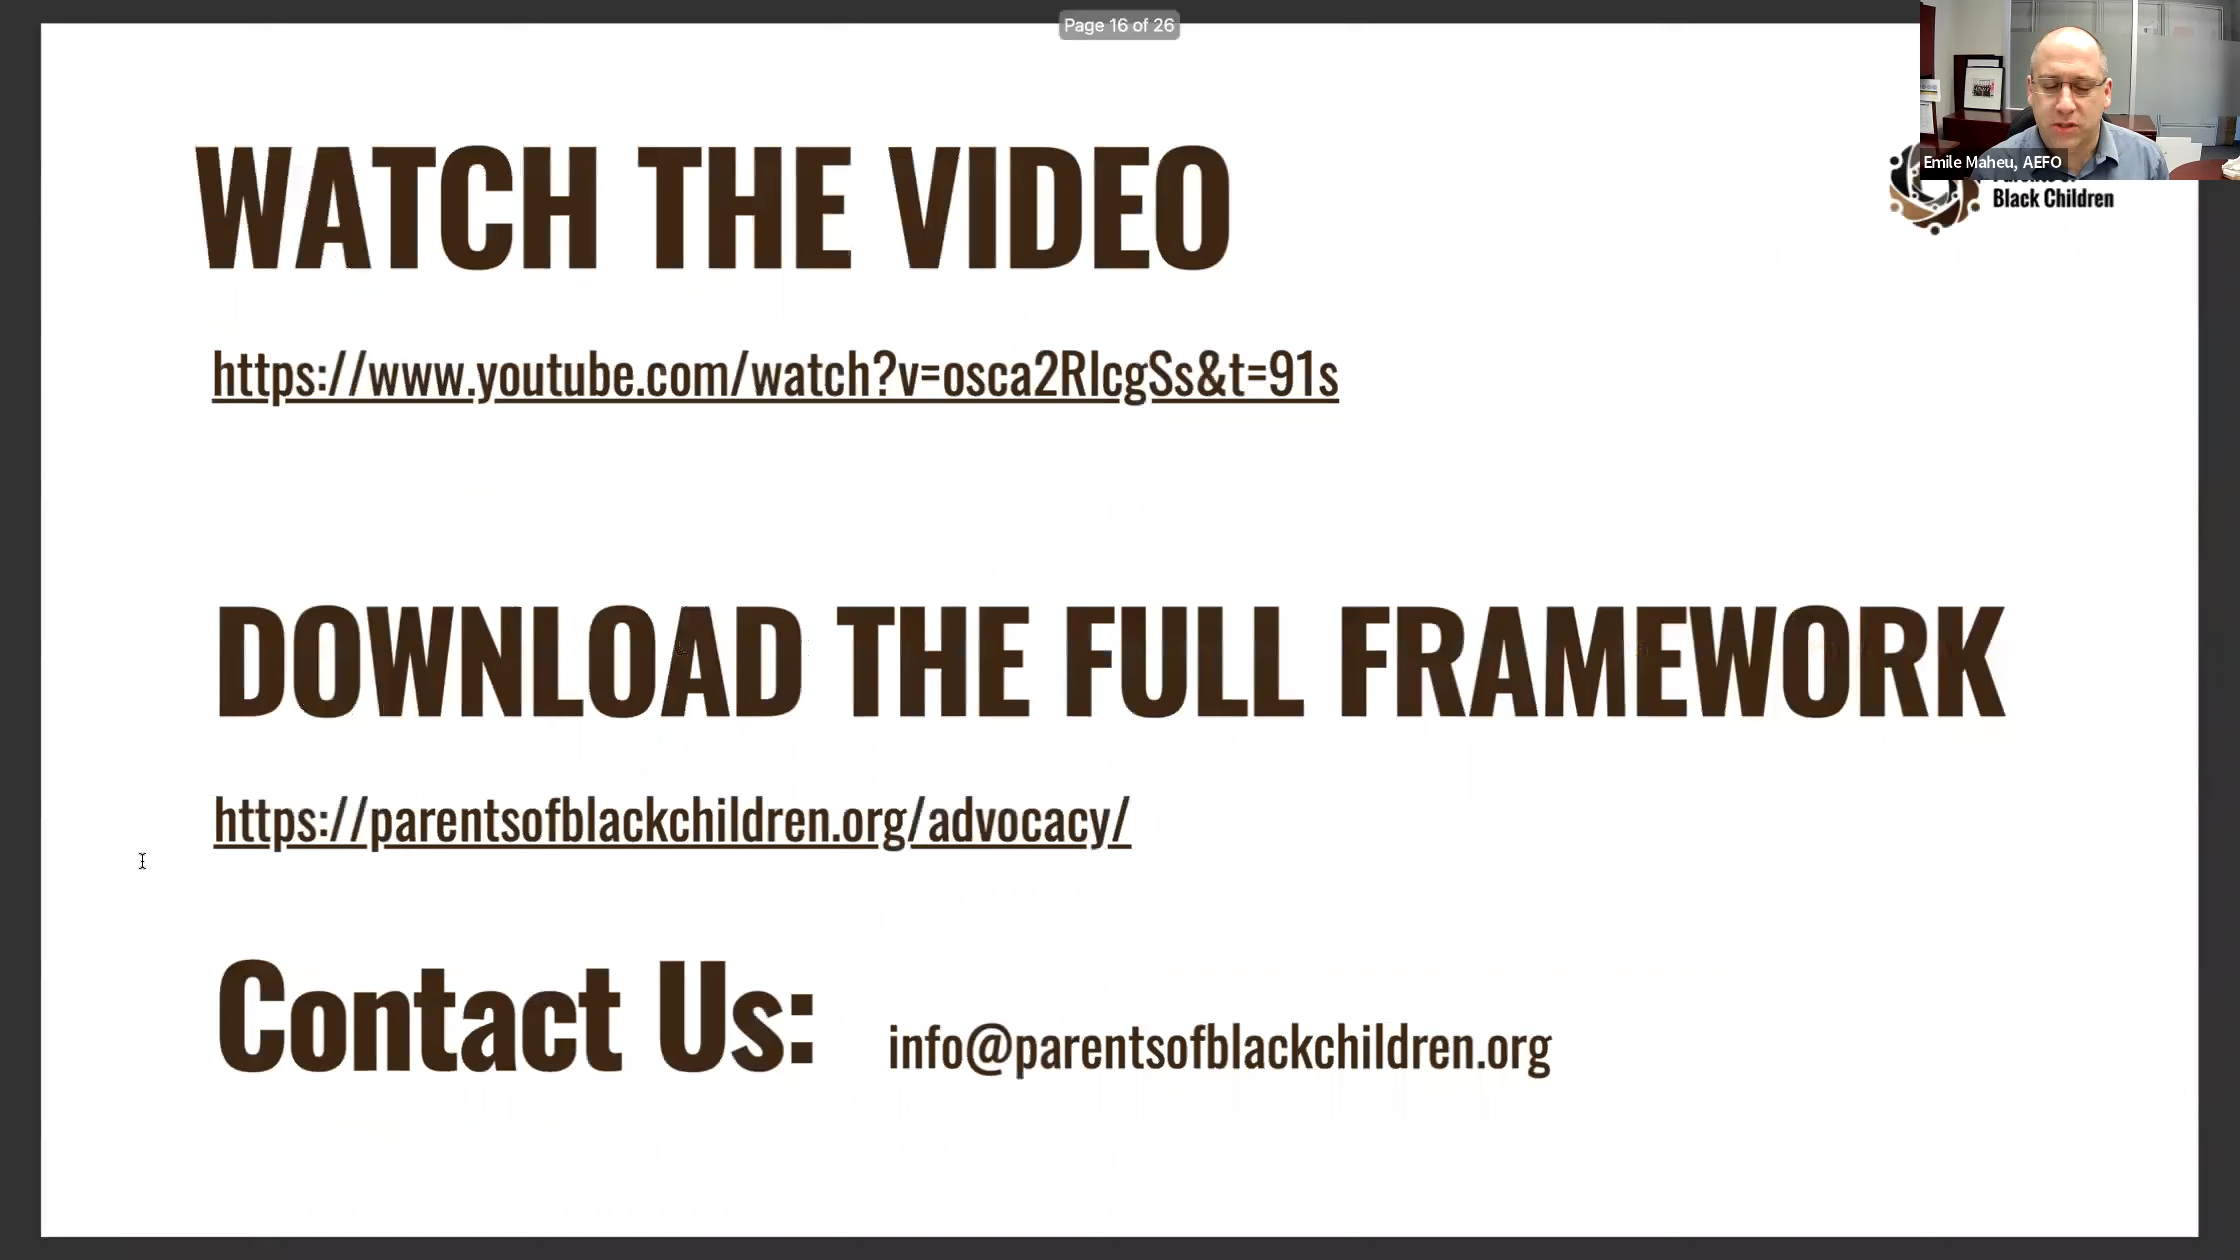 Page 16 of 26
Emile Maheu, AEFO
Black Children
WATCH THE VIDEO
https://www.youtube.com/watch?v=osca2RlcgSs&t=91s
DOWNLOAD THE FULL FRAMEWORK
https://parentsofblackchildren.org/advocacy/
Contact Us:
info@parentsofblackchildren.org